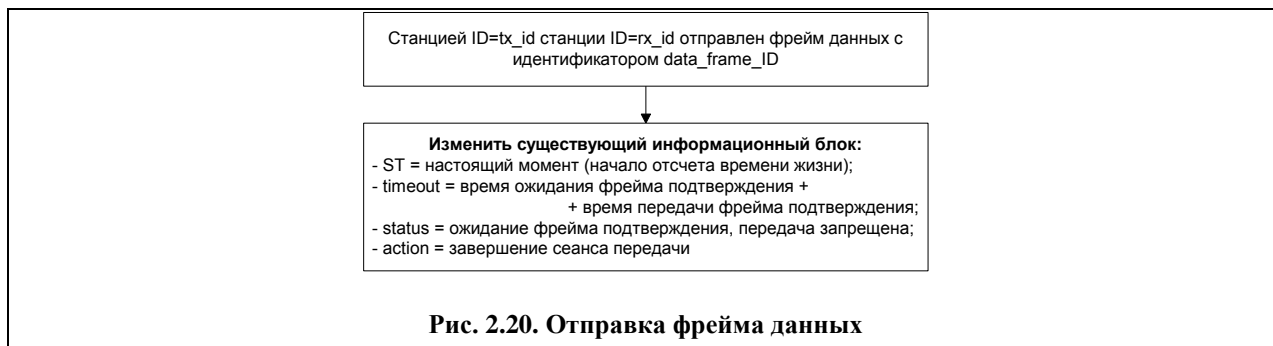 Станцией ID=tx_id станции ID=rx_id отправлен фрейм данных с
идентификатором data_frame_ID
Изменить существующий информационный блок:
- ST = настоящий момент (начало отсчета времени жизни);
- timeout = время ожидания фрейма подтверждения +
+ время передачи фрейма подтверждения;
- status = ожидание фрейма подтверждения, передача запрещена;
- action = завершение сеанса передачи
Рис. 2.20. Отправка фрейма данных